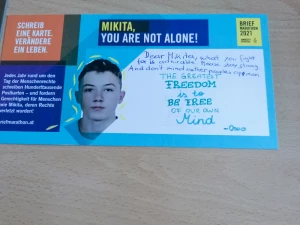 SCHREIB
EINE KARTE.
VERÄNDERE
EIN LEBEN.
Jedes Jahr rund um den
Tag der Menschenrechte
schreiben Hunderttausende
Postkarten – und fordern
Gerechtigkeit für Menschen
wie Mikita, deren Rechte
verletzt wurden!
MIKITA,
YOU ARE NOT ALONE!
BRIEF
MARATHON
2021
Dear Mikita, what you fight
for is admirable. Please stay strong
And don't mind other people's opinion.
THE GREATEST
FREEDOM
is to
BE FREE
OF OUR OWN
Mind